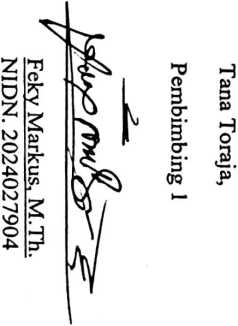 Tana Toraja,
Pembimbing 1
Feky Markus, M.Th.
NIDN. 2024027904